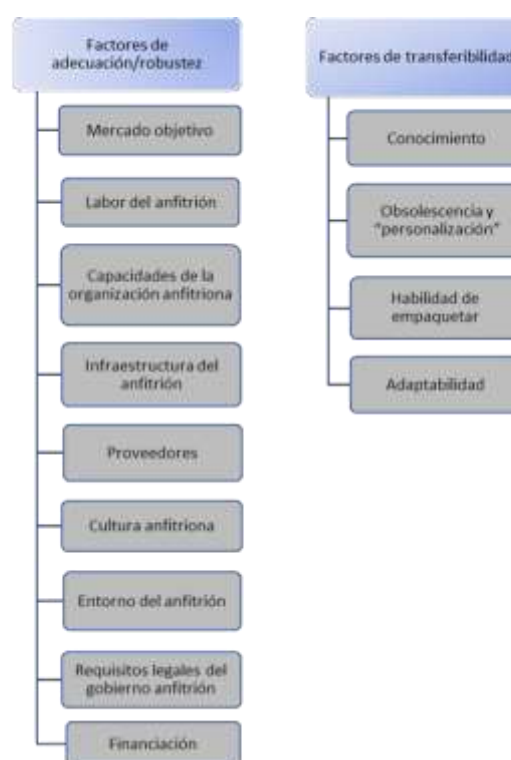 Factores de
adecuación/robustez
Mercado objetivo
Labor del anfitrión
Capacidades de la
organización anfitriona
Infraestructura del
anfitrión
Proveedores
Cultura anfitriona
Entorno del anfitrión
Requisitos legales del
gobierno anfitrión
Financiación
Factores de transferibilidad
Conocimiento
Obsolescencia y
"personalización"
Habilidad de
empaquetar
Adaptabilidad